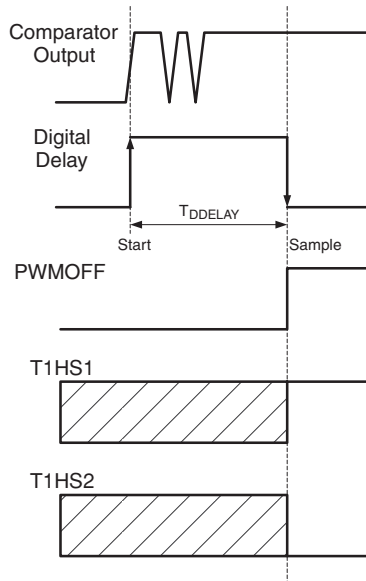 Comparator
Output
Digital
Delay
TDDELAY
Start
Sample
PWMOFF
T1HS1
T1HS2